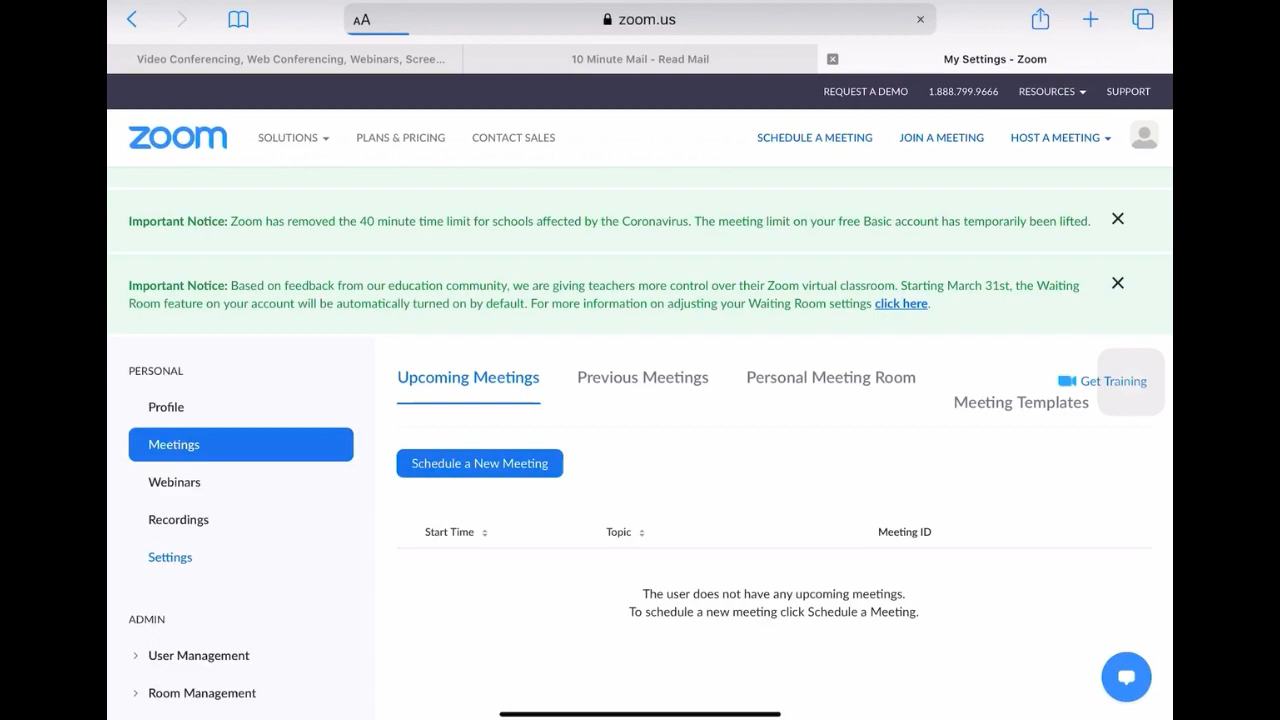 AA
zoom.us
Video Conferencing, Web Conferencing, Webinars, Scree...
10 Minute Mail - Read Mail
My Settings - Zoom
REQUEST A DEMO 1.888.799.9666 RESOURCES SUPPORT
zoom SOLUTIONS PLANS & PRICING CONTACT SALES SCHEDULE A MEETING JOIN A MEETING HOST A MEETING
Important Notice: Zoom has removed the 40 minute time limit for schools affected by the Coronavirus. The meeting limit on your free Basic account has temporarily been lifted.
Important Notice: Based on feedback from our education community, we are giving teachers more control over their Zoom virtual classroom. Starting March 31st, the Waiting
Room feature on your account will be automatically turned on by default. For more information on adjusting your Waiting Room settings click here.
PERSONAL
Profile
Meetings
Webinars
Recordings
Settings
ADMIN
User Management
Room Management
Upcoming Meetings Previous Meetings Personal Meeting Room
Get Training
Meeting Templates
Schedule a New Meeting
Start Time Topic Meeting ID
The user does not have any upcoming meetings.
To schedule a new meeting click Schedule a Meeting.